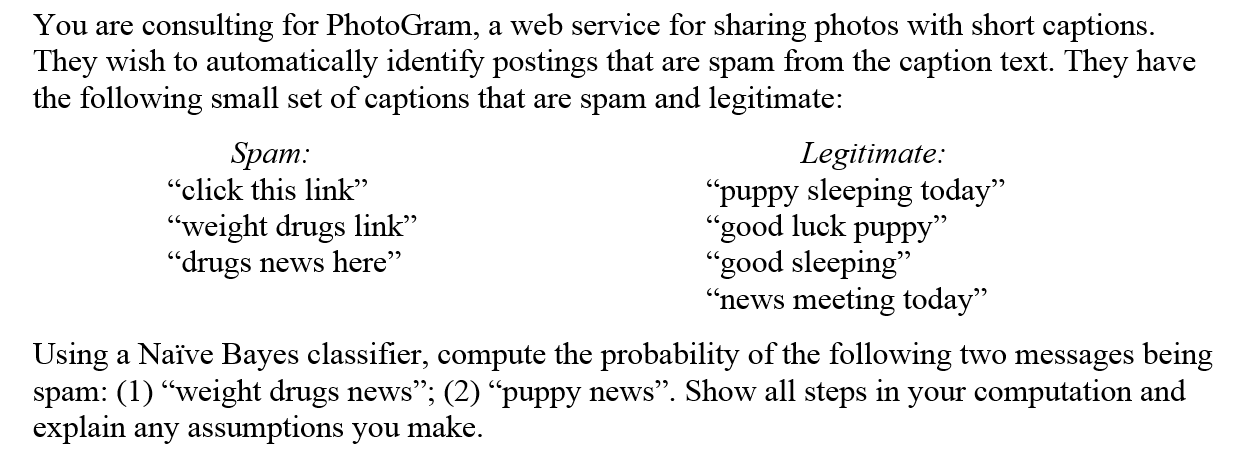 You are consulting for PhotoGram, a web service for sharing photos with short captions.
They wish to automatically identify postings that are spam from the caption text. They have
the following small set of captions that are spam and legitimate:
Spam:
“click this link”
“weight drugs link”
“drugs news here”
Legitimate:
“puppy sleeping today”
“good luck puppy”
“good sleeping”
“news meeting today”
Using a Naïve Bayes classifier, compute the probability of the following two messages being
spam: (1) “weight drugs news”; (2) “puppy news”. Show all steps in your computation and
explain any assumptions you make.